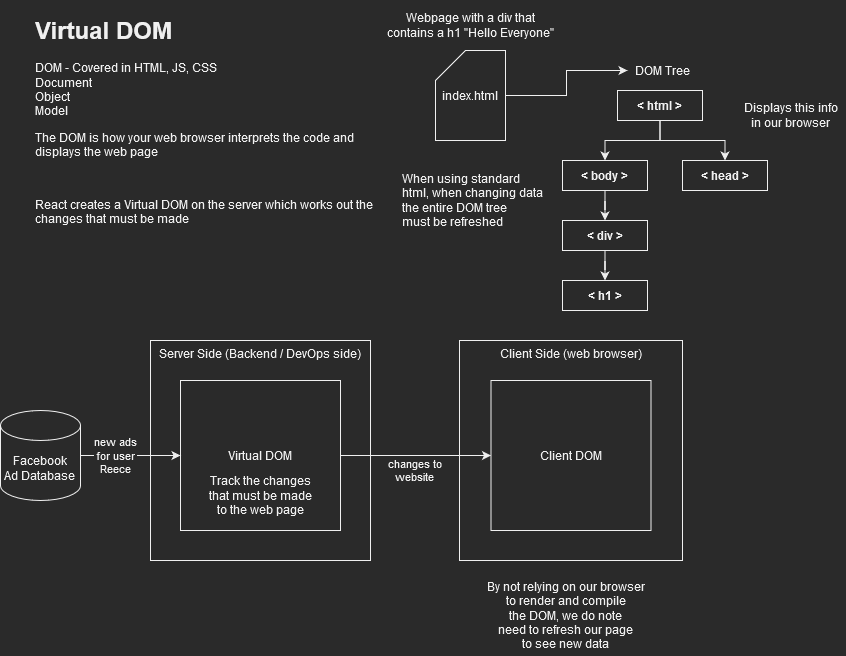 Virtual DOM
DOM - Covered in HTML, JS, CSS
Document
Object
Model
The DOM is how your web browser interprets the code and
displays the web page
React creates a Virtual DOM on the server which works out the
changes that must be made
Webpage with a div that
contains a h1 "Hello Everyone"
index.html
DOM Tree
< html >
Displays this info
in our browser
< body >
< head >
When using standard
html, when changing data
the entire DOM tree
must be refreshed
< div >
< h1 >
Server Side (Backend / DevOps side)
Client Side (web browser)
Facebook
Ad Database
new ads
for user
Reece
Virtual DOM
Track the changes
that must be made
to the web page
changes to
website
Client DOM
By not relying on our browser
to render and compile
the DOM, we do note
need to refresh our page
to see new data